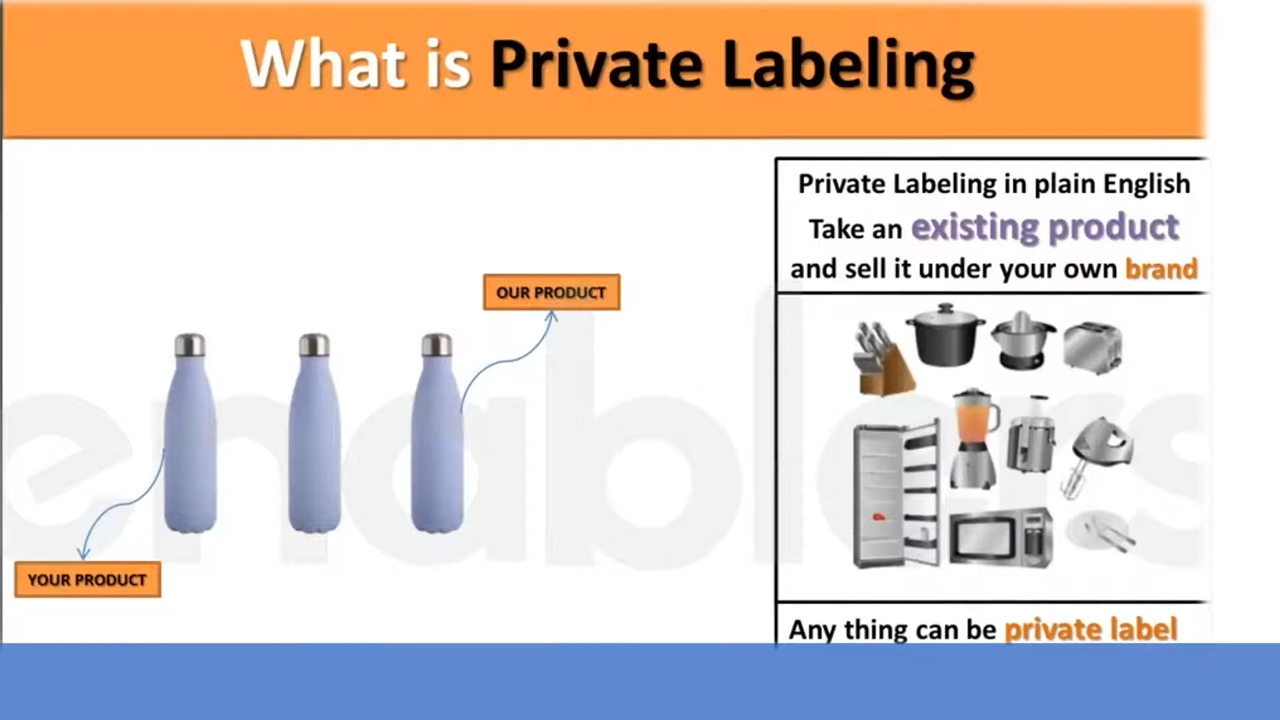 What is Private Labeling
Private Labeling in plain English
Take an existing product
and sell it under your own brand
OUR PRODUCT
YOUR PRODUCT
enablers
Any thing can be private label